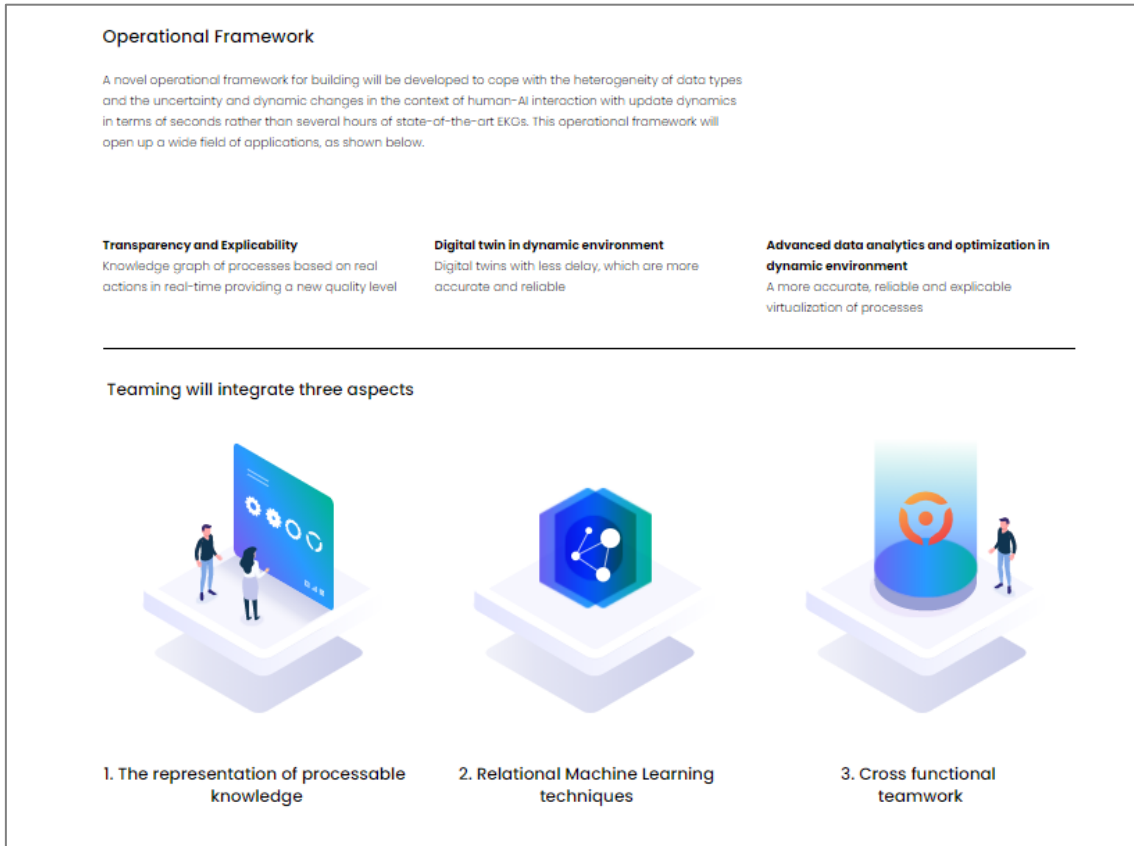 Operational Framework
A novel operational framework for building will be developed to cope with the heterogeneity of data types
and the uncertainty and dynamic changes in the context of human-AI interaction with update dynamics
in terms of seconds rather than several hours of state-of-the-art EKGs. This operational framework will
open up a wide field of applications, as shown below.
Transparency and Explicability
Knowledge graph of processes based on real
actions in real-time providing a new quality level
Digital twin in dynamic environment
Digital twins with less delay, which are more
accurate and reliable
Advanced data analytics and optimization in
dynamic environment
A more accurate, reliable and explicable
virtualization of processes
Teaming will integrate three aspects
1. The representation of processable
knowledge
2. Relational Machine Learning
techniques
3. Cross functional
teamwork